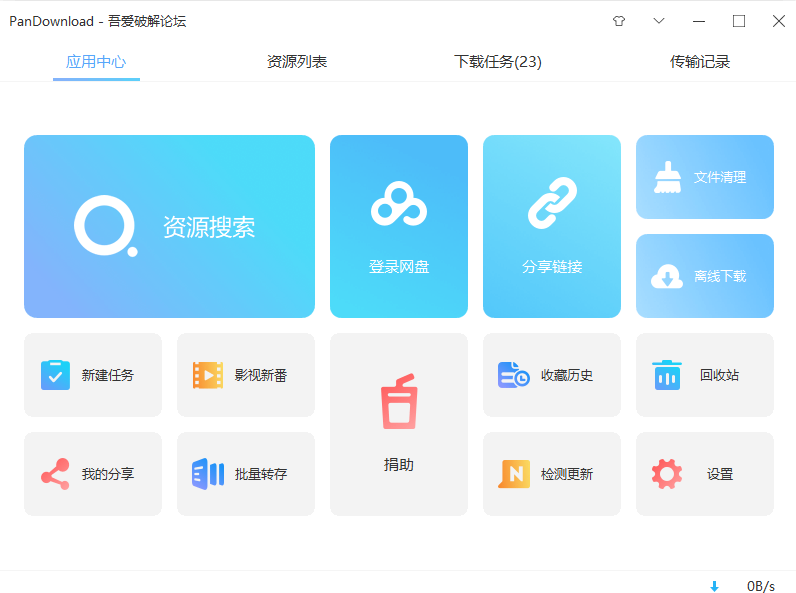 PanDownload - 吾爱破解论坛
应用中心
资源列表
下载任务(23)
传输记录
资源搜索
登录网盘
分享链接
文件清理
离线下载
新建任务
影视新番
捐助
收藏历史
回收站
我的分享
批量转存
检测更新
设置
0B/s